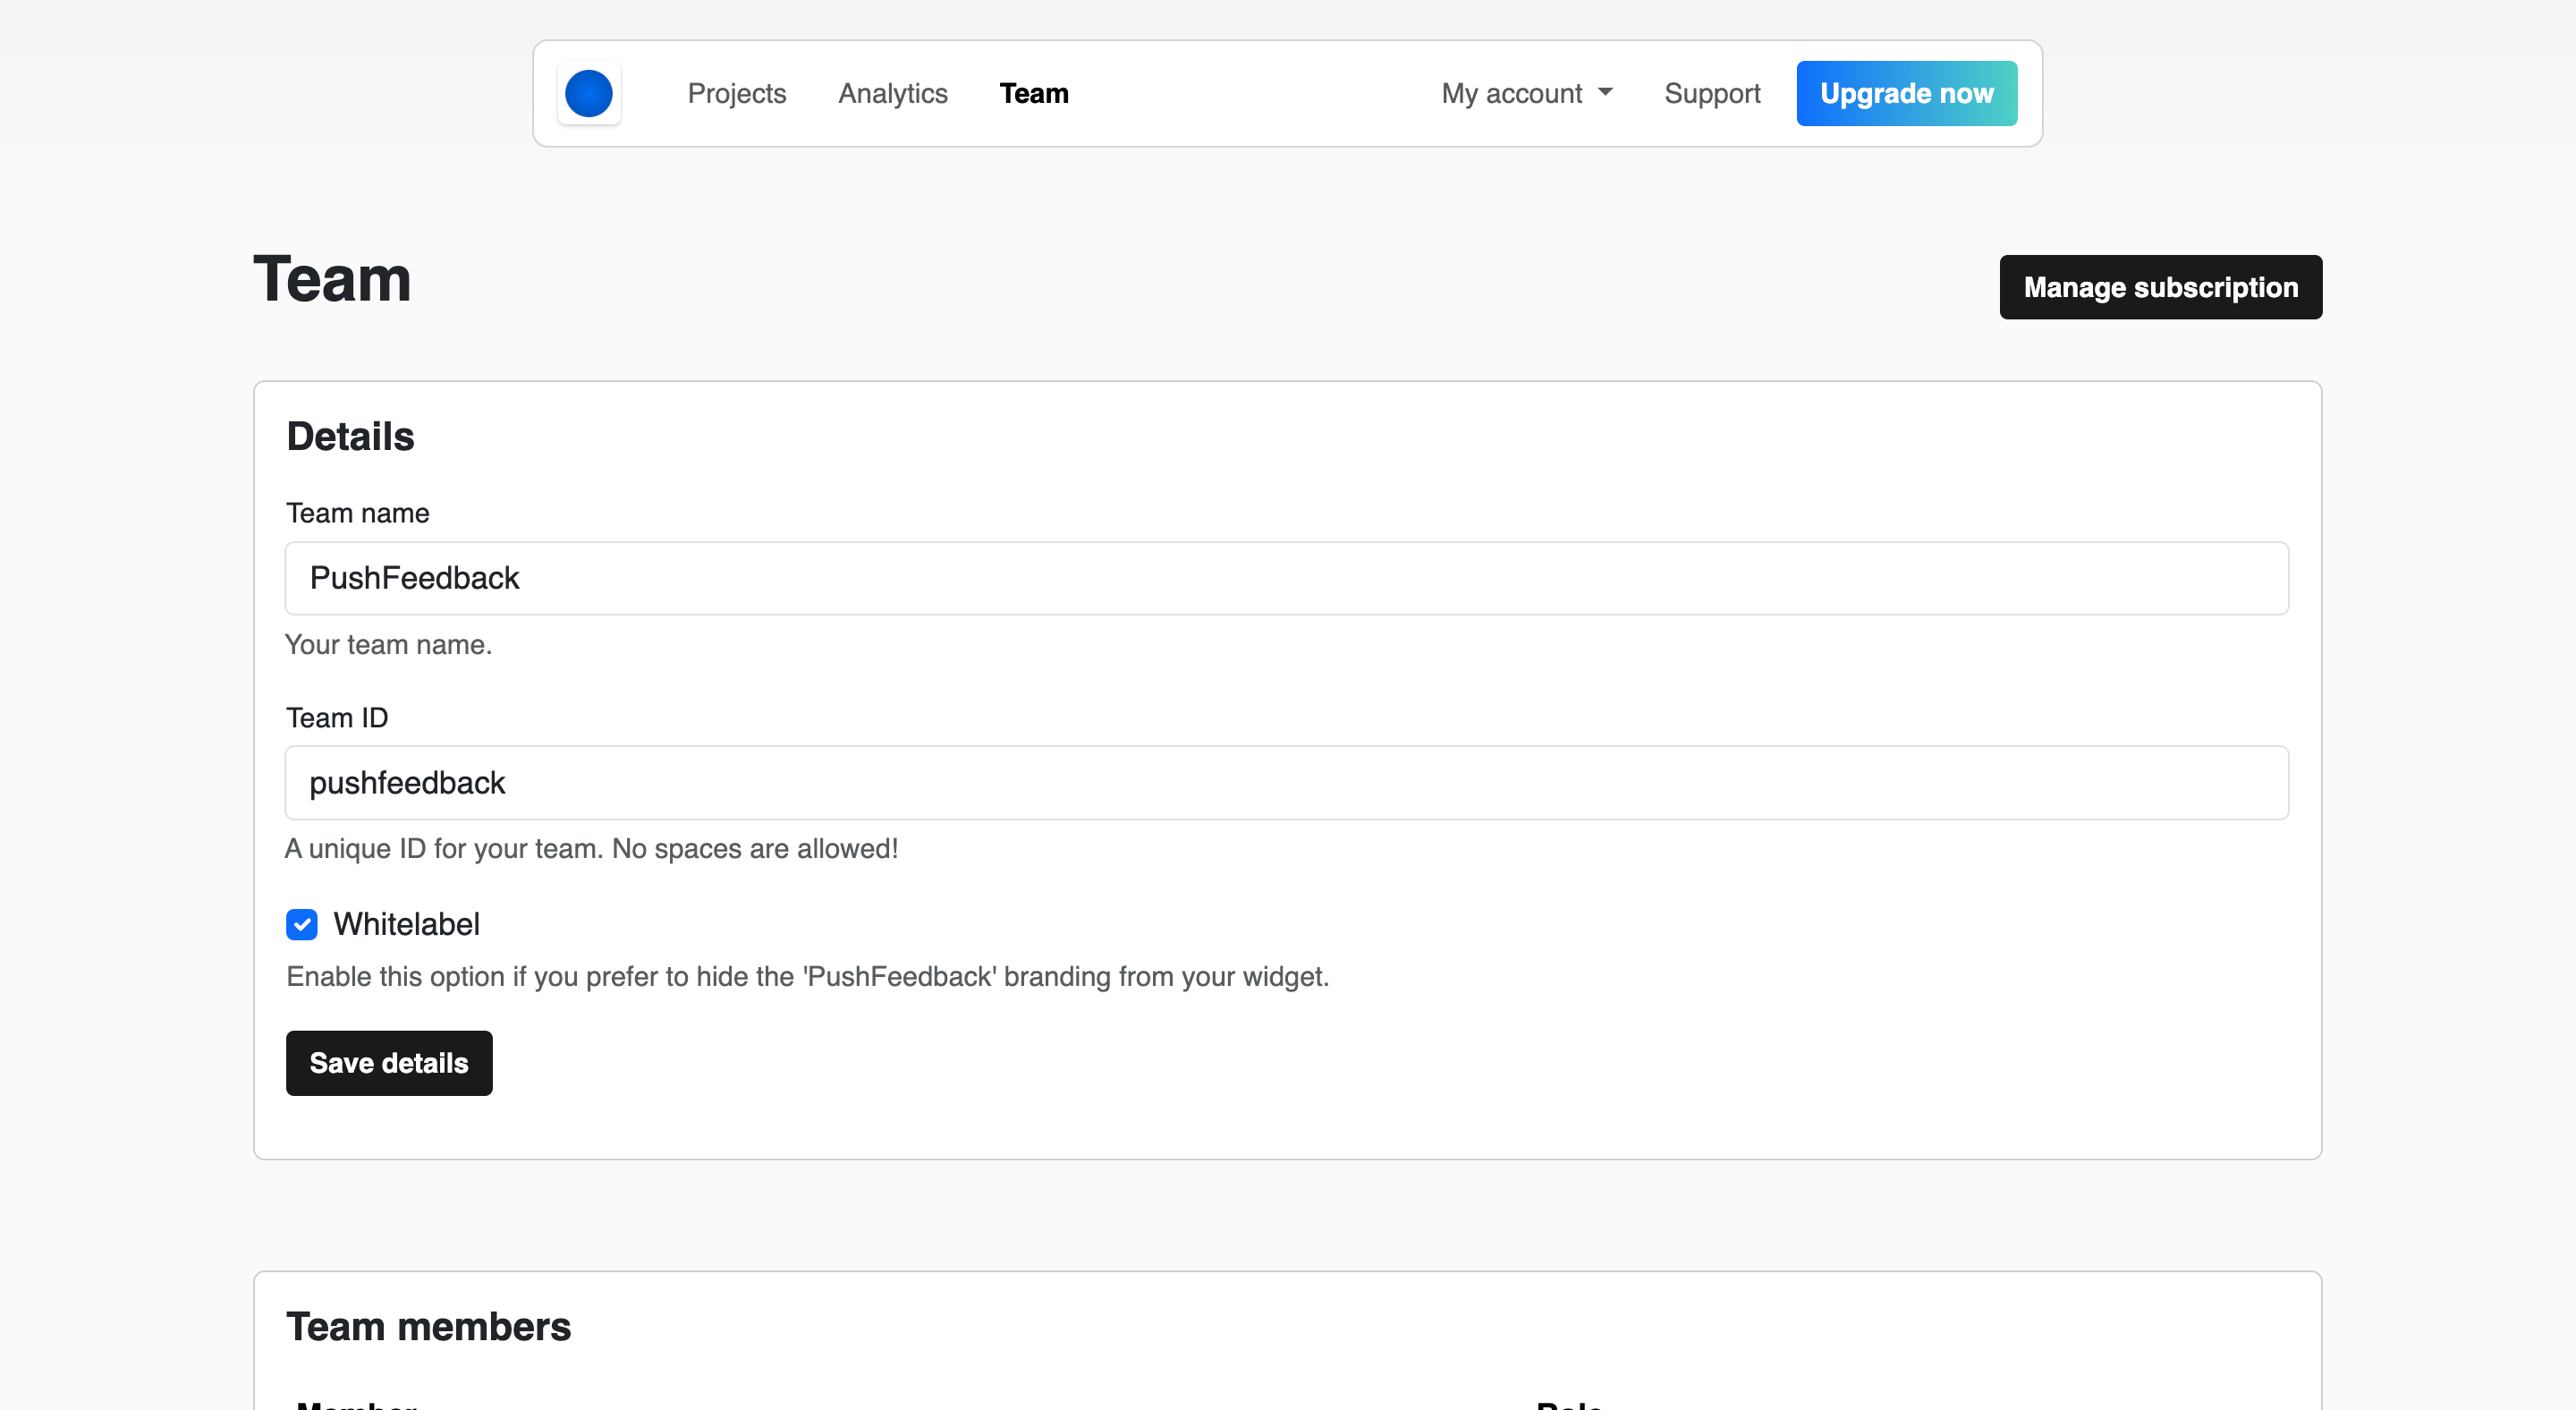 Projects Analytics Team My account Support Upgrade now
Team
Manage subscription
Details
Team name
PushFeedback
Your team name.
Team ID
pushfeedback
A unique ID for your team. No spaces are allowed!
Whitelabel
Enable this option if you prefer to hide the 'PushFeedback' branding from your widget.
Save details
Team members
Member Role